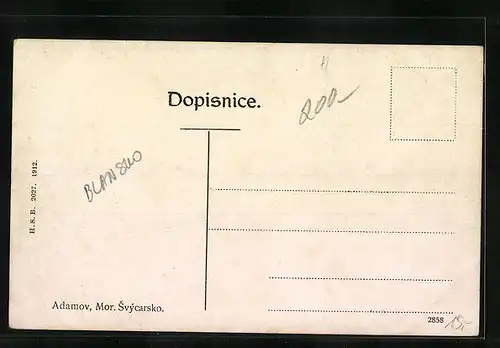 Dopisnice.
200-
BLANSKO
H. S. B. 2027. 1912.
Adamov, Mor. Švýcarsko.
2858